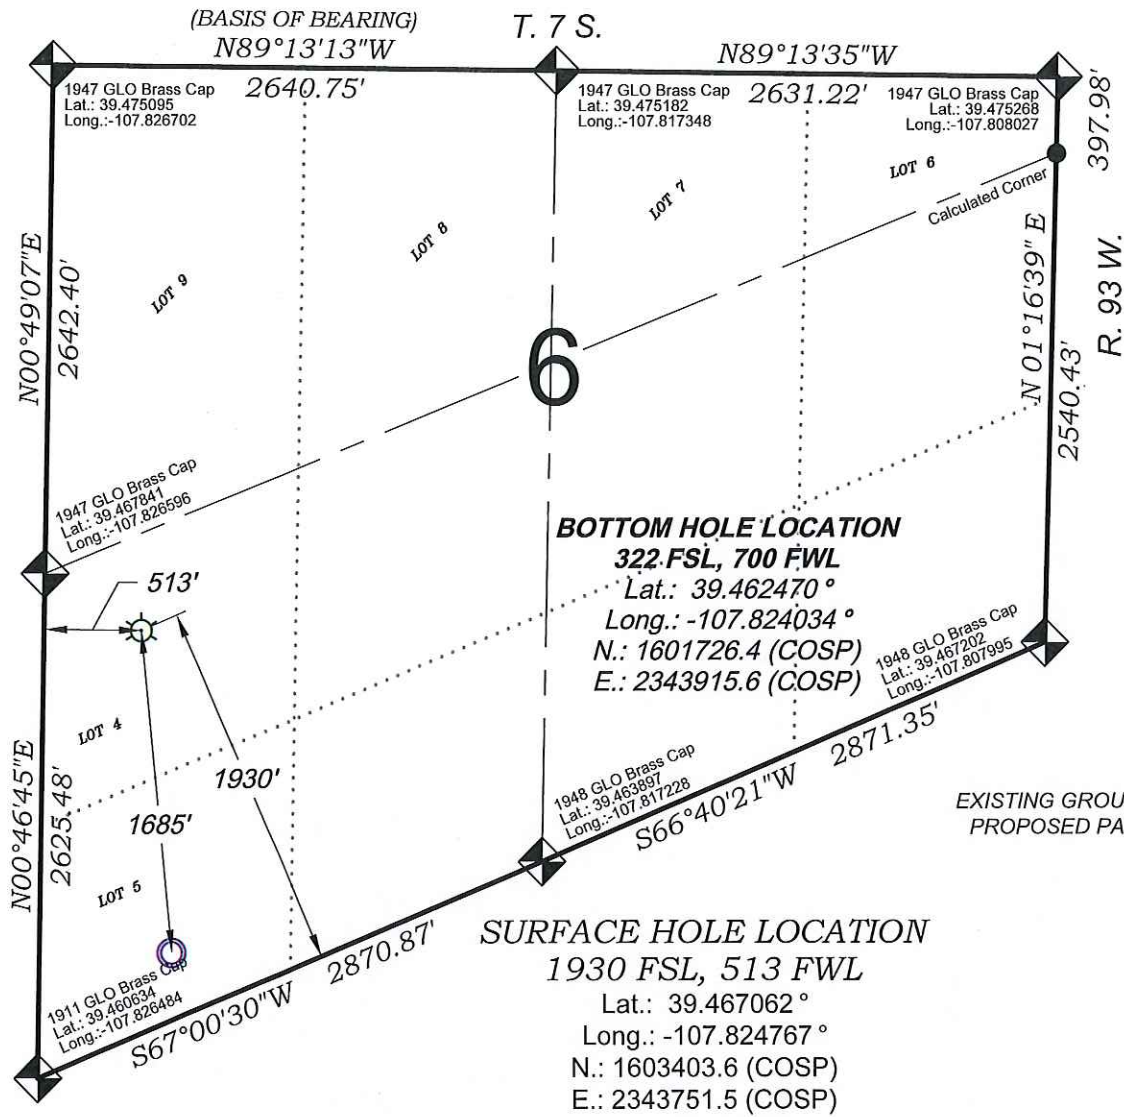 (BASIS OF BEARING)
T. 7 S.
N89°13'13"W
2640.75'
N89°13'35"W
2631.22'
1947 GLO Brass Cap
Lat.: 39.475095
Long.:-107.826702
1947 GLO Brass Cap
Lat.: 39.475182
Long.:-107.817348
1947 GLO Brass Cap
Lat.: 39.475268
Long.:-107.808027
397.98'
LOT 6
LOT 7
LOT 8
LOT 9
Calculated Corner
R. 93 W.
N 01°16'39" E
2540.43'
N00°49'07"E
2642.40'
6
1947 GLO Brass Cap
Lat.: 39.467841
Long.:-107.826596
513'
BOTTOM HOLE LOCATION
322 FSL, 700 FWL
Lat.: 39.462470 °
Long.: -107.824034 °
N.: 1601726.4 (COSP)
E.: 2343915.6 (COSP)
1948 GLO Brass Cap
Lat.: 39.467202
Long.:-107.807995
LOT 4
1930'
1685'
N00°46'45"E
2625.48'
LOT 5
1948 GLO Brass Cap
Lat.: 39.463897
Long.:-107.817228
S66°40'21"W
2871.35'
EXISTING GROU
PROPOSED PA
1911 GLO Brass Cap
Lat.: 39.460634
Long.:-107.826484
S67°00'30"W
2870.87'
SURFACE HOLE LOCATION
1930 FSL, 513 FWL
Lat.: 39.467062 °
Long.: -107.824767 °
N.: 1603403.6 (COSP)
E.: 2343751.5 (COSP)